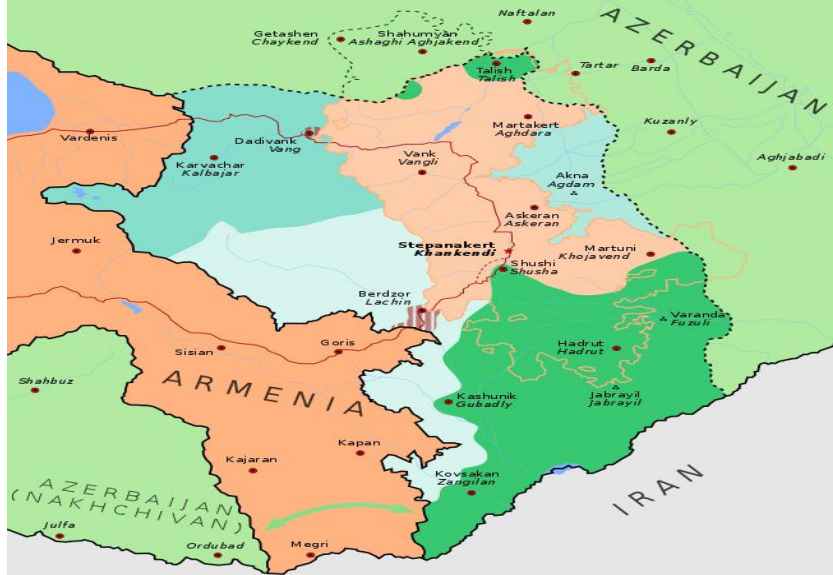 Naftalan
Getashen
Chaykend
Shahumyan
Ashaghi Aghjakend
AZERBAIJAN
Talish
Talish
Tartar
Barda
Vardenis
Dadivank
Vang
Martakert
Aghdara
Kuzanly
Karvachar
Kalbajar
Vank
Vangli
Akna
Agdam
Aghjabadi
Askeran
Askeran
Jermuk
Stepanakert
Khankendi
Martuni
Khojavend
Shushi
Shusha
Berdzor
Lachin
Varanda
Fuzuli
Sisian
Goris
Hadrut
Hadrut
Shahbuz
ARMENIA
Kashunik
Gubadly
Jabrayil
Jabrayil
Kapan
Kajaran
Kovsakan
Zangilan
IRAN
AZERBAIJAN
(NAKHCHIVAN)
Julfa
Ordubad
Megri